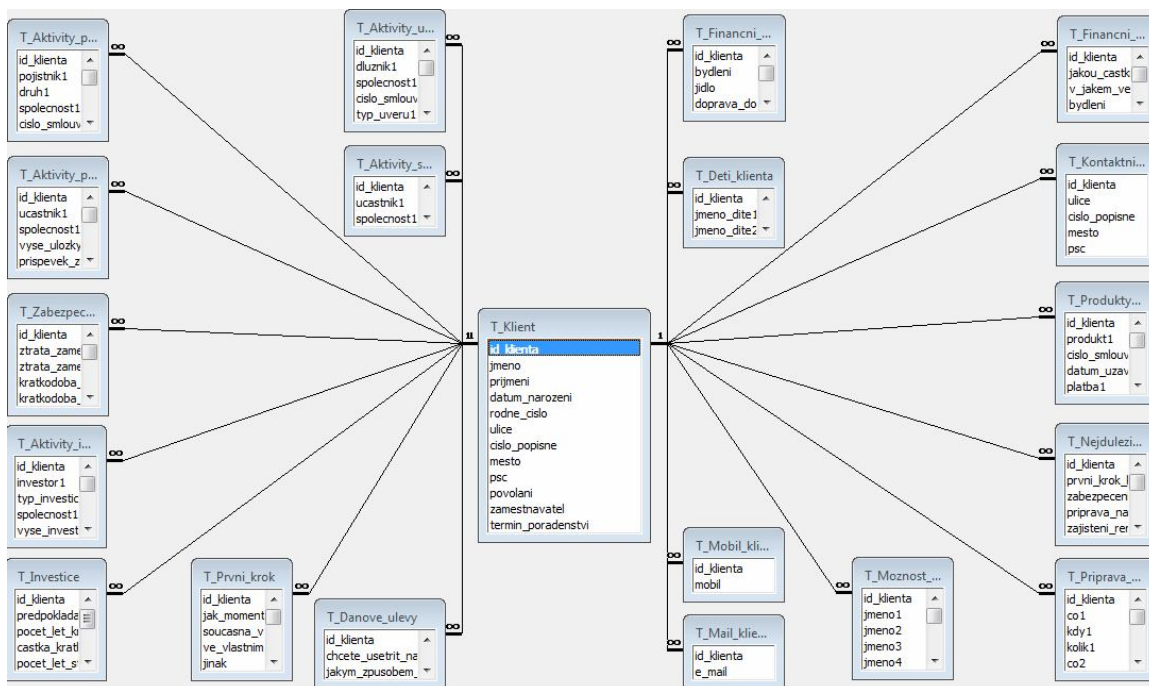 T_Aktivity_p...
id_klienta
pojistnik1
druh1
spolecnost1
cislo_smlouv
T_Aktivity_u...
id_klienta
dluznik1
spolecnost1
cislo_smlouv
typ_uveru1
T_Financni_...
id_klienta
bydleni
jidlo
doprava_do
T_Financni_...
id_klienta
jakou_castk
v_jakem_ve
bydleni
T_Aktivity_p...
id_klienta
ucastnik1
spolecnost1
vyse_ulozky
prispevek_z
T_Aktivity_s...
id_klienta
ucastnik1
spolecnost1
T_Deti_klienta
id_klienta
jmeno_dite1
jmeno_dite2
T_Kontaktni...
id_klienta
ulice
cislo_popisne
mesto
psc
T_Zabezpec...
id_klienta
ztrata_zame
ztrata_zame
kratkodoba_
kratkodoba_
T_Klient
id_klienta
jmeno
prijmeni
datum_narozeni
rodne_cislo
ulice
cislo_popisne
mesto
psc
povolani
zamestnavatel
termin_poradenstvi
T_Produkty...
id_klienta
produkt1
cislo_smlouv
datum_uzav
platba1
T_Aktivity_i...
id_klienta
investor1
typ_investic
spolecnost1
vyse_invest
T_Nejdulezi...
id_klienta
prvni_krok_l
zabezpecen
priprava_na
zajisteni_rer
T_Investice
id_klienta
predpoklada
pocet_let_kr
castka_kratl
pocet_let_st
T_Prvni_krok
id_klienta
jak_moment
soucasna_v
ve_vlastnim
jinak
T_Danove_ulevy
id_klienta
chcete_usetrit_na
jakym_zpusobem_
T_Mobil_kli...
id_klienta
mobil
T_Mail_klie...
id_klienta
e_mail
T_Moznost_...
id_klienta
jmeno1
jmeno2
jmeno3
jmeno4
T_Priprava_...
id_klienta
co1
kdy1
kolik1
co2